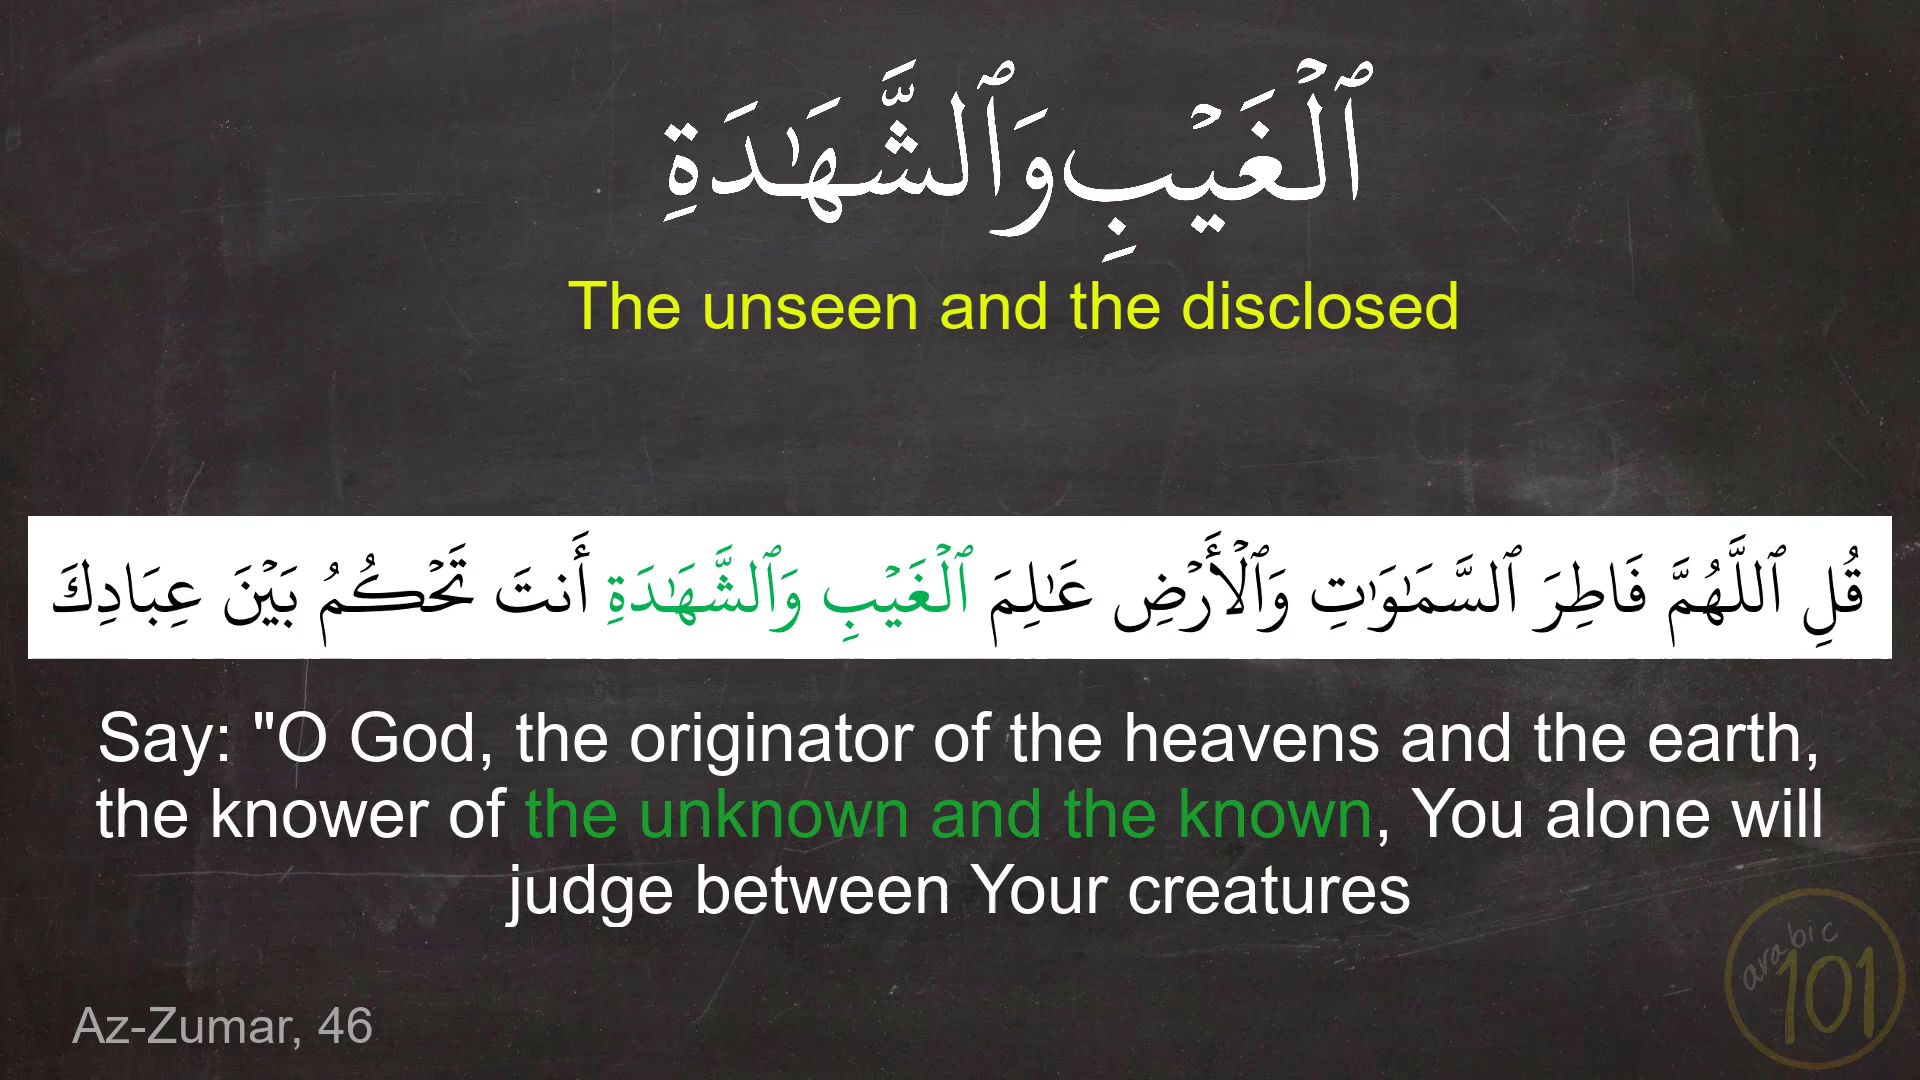 ٱلْغَيْبِ وَٱلشَّهَـٰدَةِ
The unseen and the disclosed
قُلِ ٱللَّهُمَّ فَاطِرَ ٱلسَّمَـٰوَٰتِ وَٱلْأَرْضِ عَـٰلِمَ ٱلْغَيْبِ وَٱلشَّهَـٰدَةِ أَنتَ تَحْكُمُ بَيْنَ عِبَادِكَ
Say: "O God, the originator of the heavens and the earth,
the knower of the unknown and the known, You alone will
judge between Your creatures
Az-Zumar, 46
arabic
101